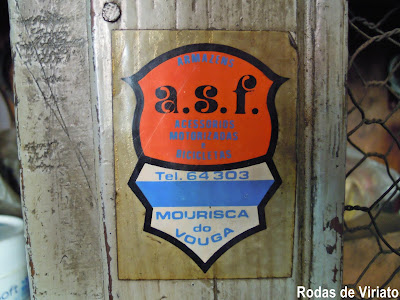 ARMAZENS
a.s.f.
ACESSÓRIOS
MOTORIZADAS
E
BICICLETAS
Tel. 64 303
MOURISCA
do
VOUGA
Rodas de Viriato